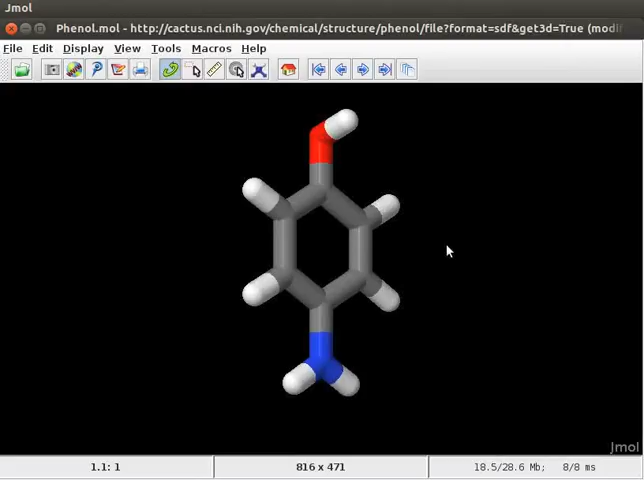 Jmol
Phenol.mol - http://cactus.nci.nih.gov/chemical/structure/phenol/file?format=sdf&get3d=True (modif
File Edit Display View Tools Macros Help
Jmol
1.1: 1 816 x 471 18.5/28.6 Mb; 8/8 ms